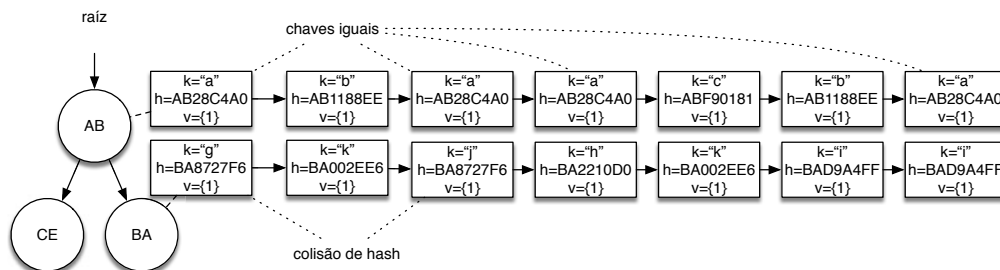 raíz
chaves iguais
k="a" k="b" k="a" k="a" k="c" k="b" k="a"
h=AB28C4A0 h=AB1188EE h=AB28C4A0 h=AB28C4A0 h=ABF90181 h=AB1188EE h=AB28C4A0
v={1} v={1} v={1} v={1} v={1} v={1} v={1}
AB
k="g" k="k" k="j" k="h" k="k" k="i" k="i"
h=BA8727F6 h=BA002EE6 h=BA8727F6 h=BA2210D0 h=BA002EE6 h=BAD9A4FF h=BAD9A4FF
v={1} v={1} v={1} v={1} v={1} v={1} v={1}
CE BA
colisão de hash